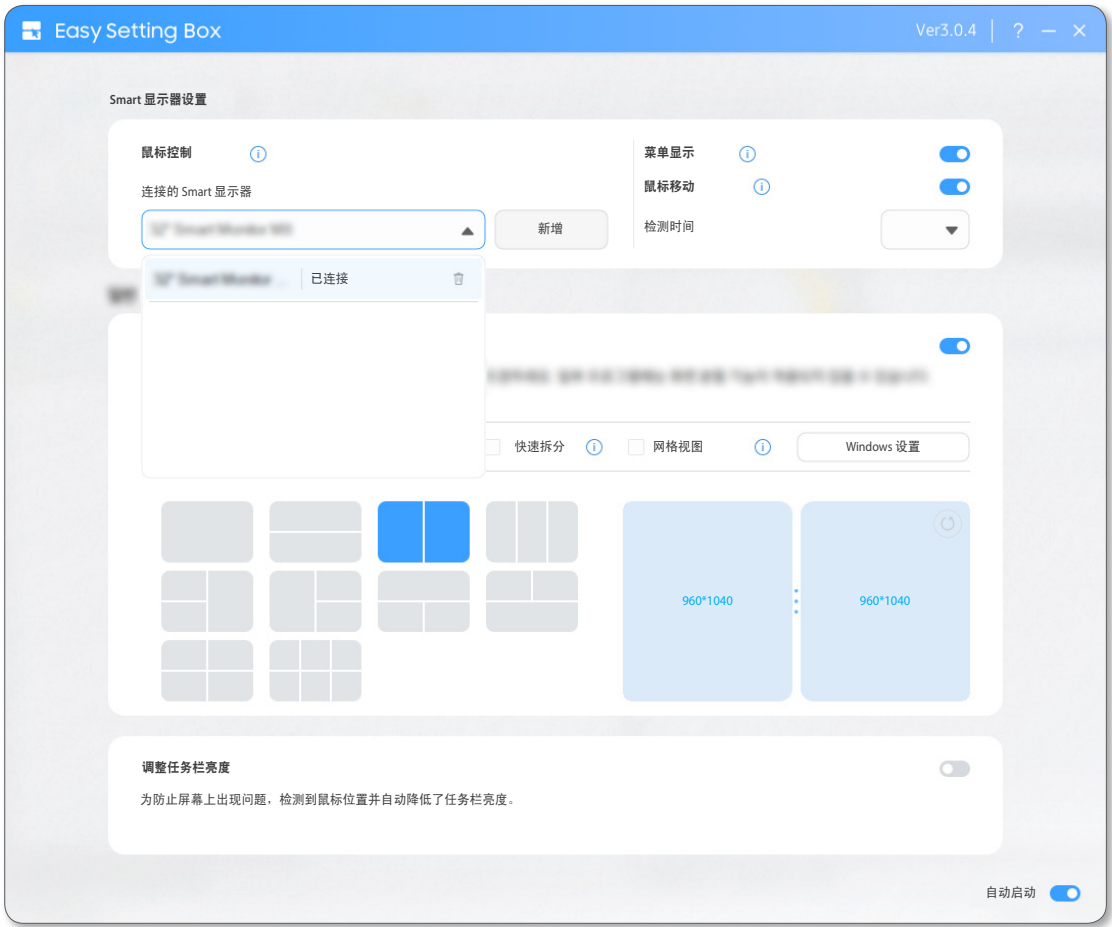 Easy Setting Box
Ver3.0.4
?
Smart 显示器设置
鼠标控制
菜单显示
鼠标移动
连接的 Smart 显示器
新增
检测时间
已连接
快速拆分
网格视图
Windows 设置
960*1040
960*1040
调整任务栏亮度
为防止屏幕上出现问题，检测到鼠标位置并自动降低了任务栏亮度。
自动启动